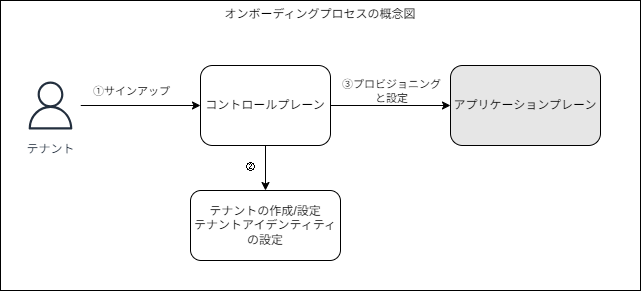 オンボーディングプロセスの概念図
①サインアップ
コントロールプレーン
③プロビジョニング
と設定
アプリケーションプレーン
テナント
②
テナントの作成/設定
テナントアイデンティティ
の設定